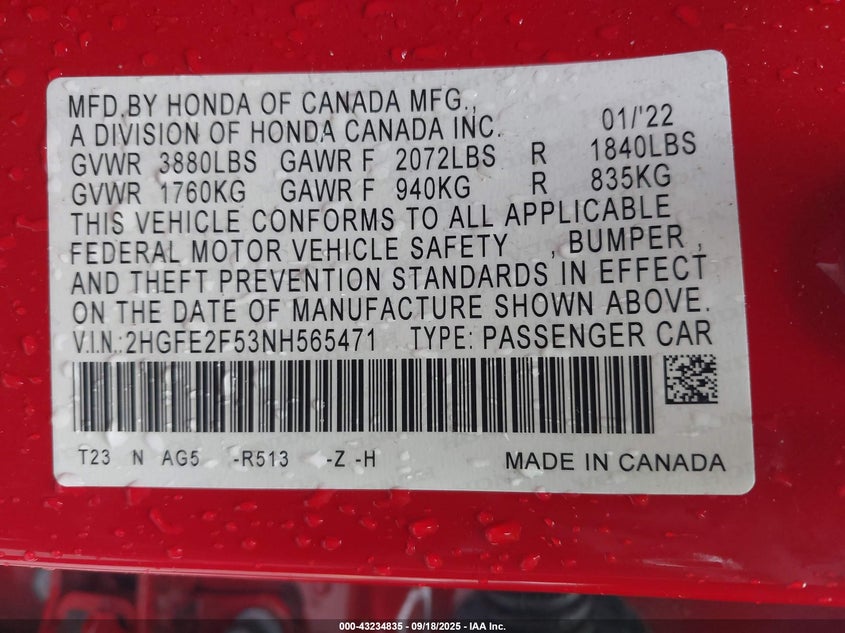 MFD.BY HONDA OF CANADA MFG.,
A DIVISION OF HONDA CANADA INC. 01/'22
GVWR 3880LBS GAWR F 2072LBS R 1840LBS
GVWR 1760KG GAWR F 940KG R 835KG
THIS VEHICLE CONFORMS TO ALL APPLICABLE
FEDERAL MOTOR VEHICLE SAFETY , BUMPER ,
AND THEFT PREVENTION STANDARDS IN EFFECT
ON THE DATE OF MANUFACTURE SHOWN ABOVE.
V.I.N.:2HGFE2F53NH565471 TYPE: PASSENGER CAR
T23 N AG5 -R513 -Z -H MADE IN CANADA
000-43234835 - 09/18/2025 - IAA Inc.